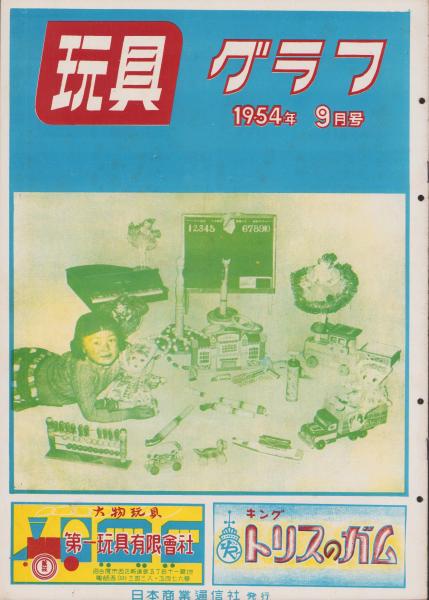 玩具 グラフ
1954年 9月号
12345 67890
大物玩具
第一玩具有限會社
キング
トリスのガム
日本商業通信社 発行